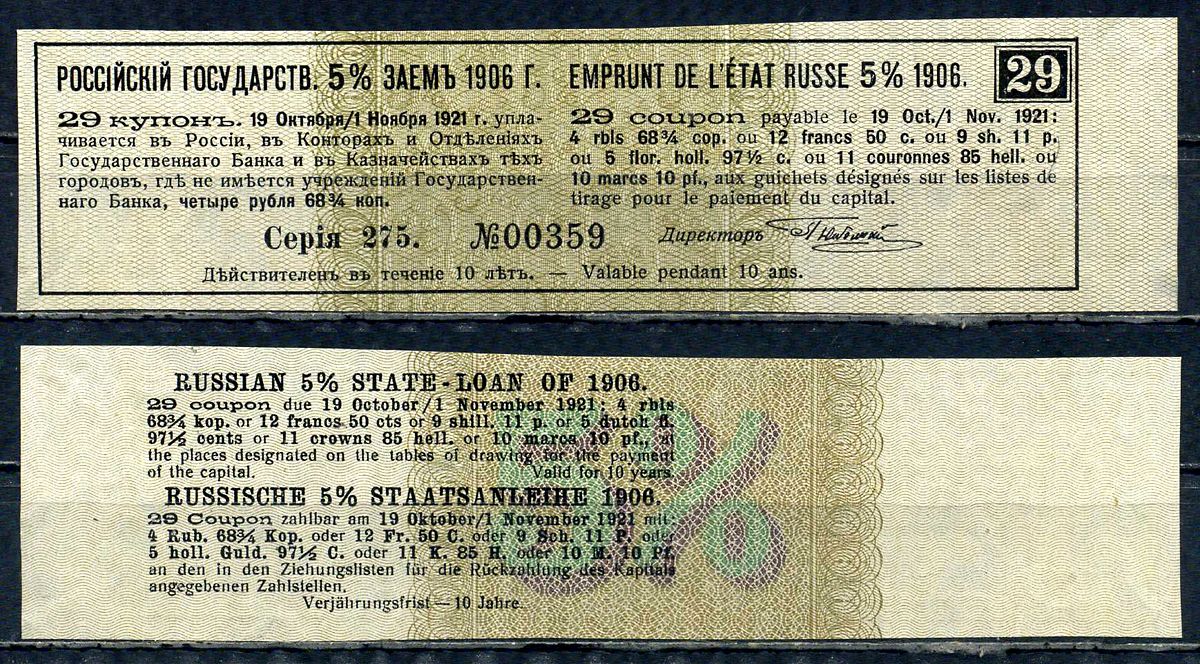 РОССІЙСКІЙ ГОСУДАРСТВ. 5% ЗАЕМЪ 1906 Г.
29 купонъ. 19 Октября/1 Ноября 1921 г. упла-
чивается въ Россіи, въ Конторахъ и Отдѣленіяхъ
Государственнаго Банка и въ Казначействахъ тѣхъ
городовъ, гдѣ не имѣется учрежденій Государствен-
наго Банка, четыре рубля 68¾ коп.
EMPRUNT DE L'ÉTAT RUSSE 5% 1906.
29
29 coupon payable le 19 Oct./1 Nov. 1921:
4 rbls 68¾ cop. ou 12 francs 50 c. ou 9 sh. 11 p.
ou 5 flor. holl. 97½ c. ou 11 couronnes 85 hell. ou
10 marcs 10 pf., aux guichets désignés sur les listes de
tirage pour le paiement du capital.
Серія 275. №00359 Директоръ
Дѣйствителенъ въ теченіе 10 лѣтъ. — Valable pendant 10 ans.
RUSSIAN 5% STATE-LOAN OF 1906.
29 coupon due 19 October/1 November 1921: 4 rbls
68¾ kop. or 12 francs 50 cts or 9 shill. 11 p. or 5 dutch fl.
97½ cents or 11 crowns 85 hell. or 10 marcs 10 pf., at
the places designated on the tables of drawing for the payment
of the capital. Valid for 10 years
RUSSISCHE 5% STAATSANLEIHE 1906.
29 Coupon zahlbar am 19 Oktober/1 November 1921 mit:
4 Rub. 68¾ Kop. oder 12 Fr. 50 C. oder 9 Sch. 11 P. oder
5 holl. Guld. 97½ C. oder 11 K. 85 H. oder 10 M. 10 Pf.
an den in den Ziehungslisten für die Rückzahlung des Kapitals
angegebenen Zahlstellen.
Verjährungsfrist — 10 Jahre.
5%